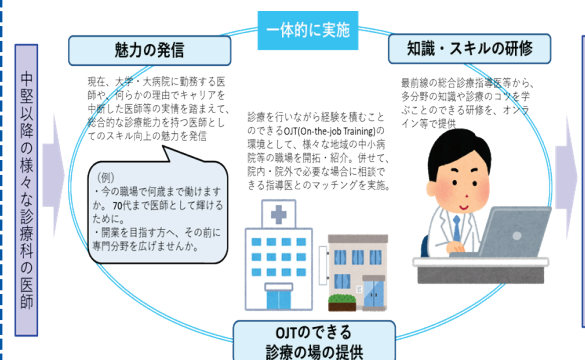 一体的に実施
魅力の発信
現在、大学・大病院に勤務する医
師や、何らかの理由でキャリアを
中断した医師等の実情を踏まえて、
総合的な診療能力を持つ医師とし
てのスキル向上の魅力を発信
(例)
・今の職場で何歳まで働けます
か。70代まで医師として輝ける
ために。
・開業を目指す方へ、その前に
専門分野を広げませんか。
中堅以降の様々な診療科の医師
診療を行いながら経験を積むこと
のできるOJT(On-the-job Training)の
環境として、様々な地域の中小病
院等の職場を開拓・紹介。併せて、
院内・院外で必要な場合に相談で
きる指導医とのマッチングを実施。
知識・スキルの研修
最前線の総合診療指導医等から、
多分野の知識や診療のコツを学
ぶことのできる研修を、オンラ
イン等で提供
OJTのできる
診療の場の提供